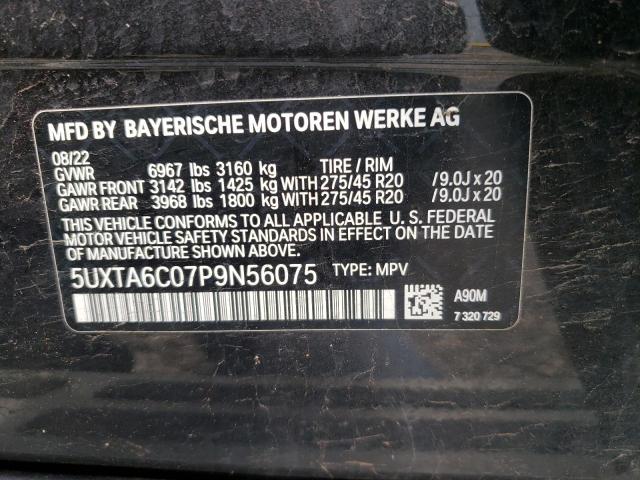 MFD BY BAYERISCHE MOTOREN WERKE AG
08/22
GVWR 6967 lbs 3160 kg TIRE / RIM
GAWR FRONT 3142 lbs 1425 kg WITH 275/45 R20 /9.0J x 20
GAWR REAR 3968 lbs 1800 kg WITH 275/45 R20 /9.0J x 20
THIS VEHICLE CONFORMS TO ALL APPLICABLE U. S. FEDERAL
MOTOR VEHICLE SAFETY STANDARDS IN EFFECT ON THE DATE
OF MANUFACTURE SHOWN ABOVE.
5UXTA6C07P9N56075 TYPE: MPV
A90M
7 320 729